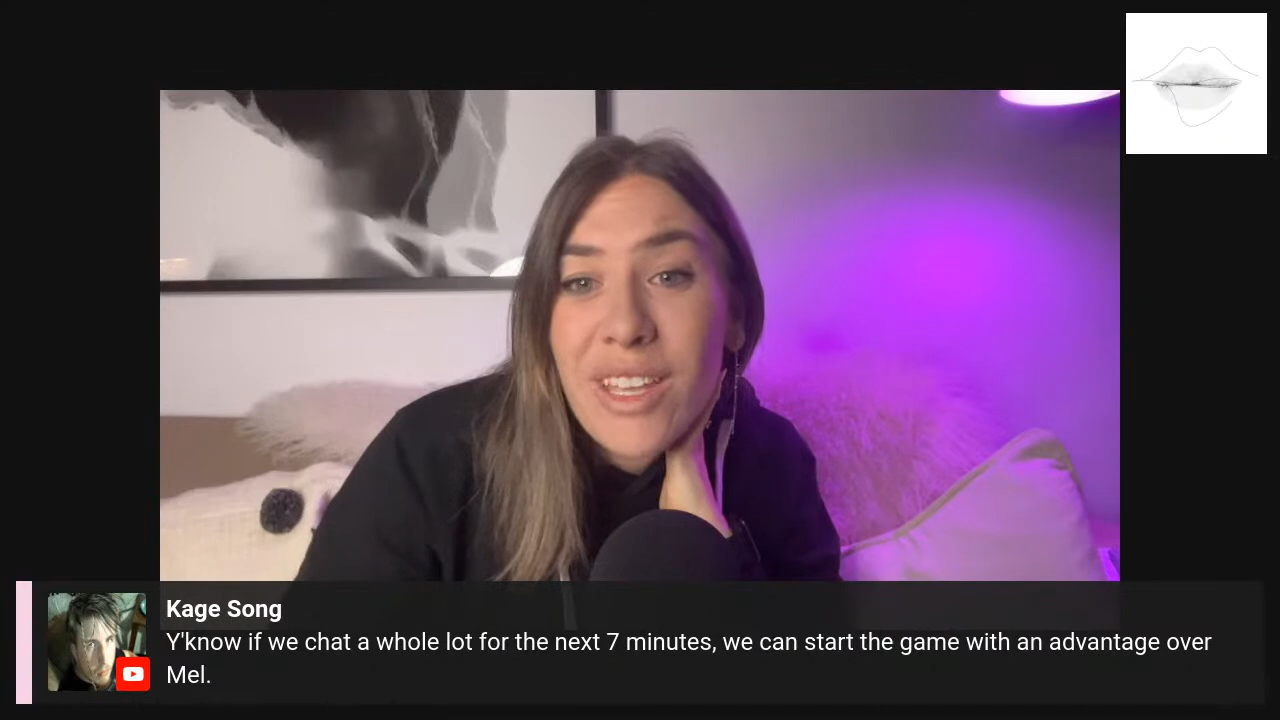 Kage Song
Y'know if we chat a whole lot for the next 7 minutes, we can start the game with an advantage over
Mel.